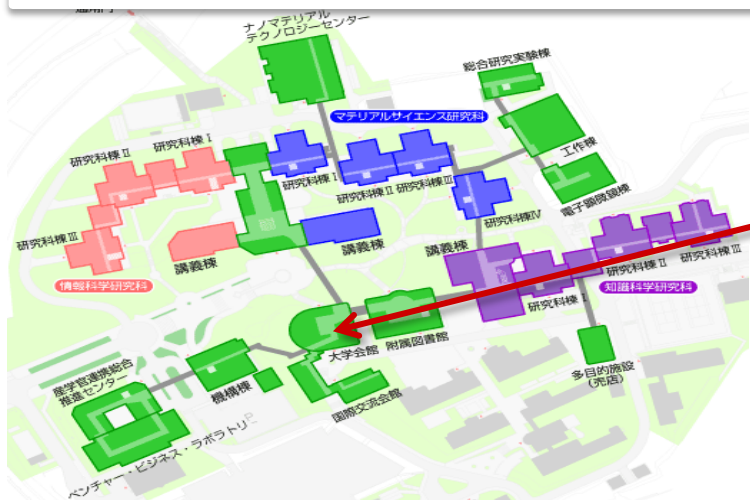 通用門
ナノマテリアル
テクノロジーセンター
総合研究実験棟
マテリアルサイエンス研究科
研究科棟Ⅱ
研究科棟Ⅰ
工作棟
研究科棟Ⅰ
研究科棟Ⅱ
研究科棟Ⅲ
電子顕微鏡棟
研究科棟Ⅳ
研究科棟Ⅲ
講義棟
講義棟
講義棟
研究科棟Ⅱ
研究科棟Ⅲ
情報科学研究科
知識科学研究科
研究科棟Ⅰ
大学会館
附属図書館
多目的施設
(売店)
産学官連携総合
推進センター
機構棟
国際交流会館
ベンチャー・ビジネス・ラボラトリー